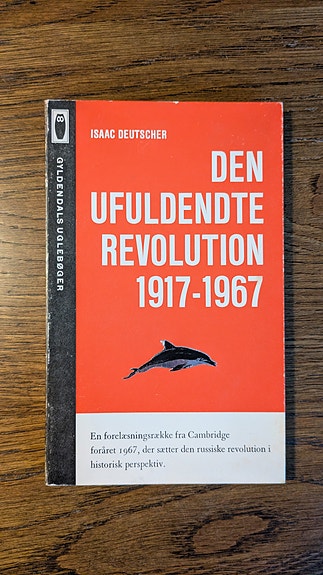 8
GYLDENDALS UGLEBØGER
ISAAC DEUTSCHER
DEN
UFULDENDTE
REVOLUTION
1917-1967
En forelæsningsrække fra Cambridge
foråret 1967, der sætter den russiske revolution i
historisk perspektiv.